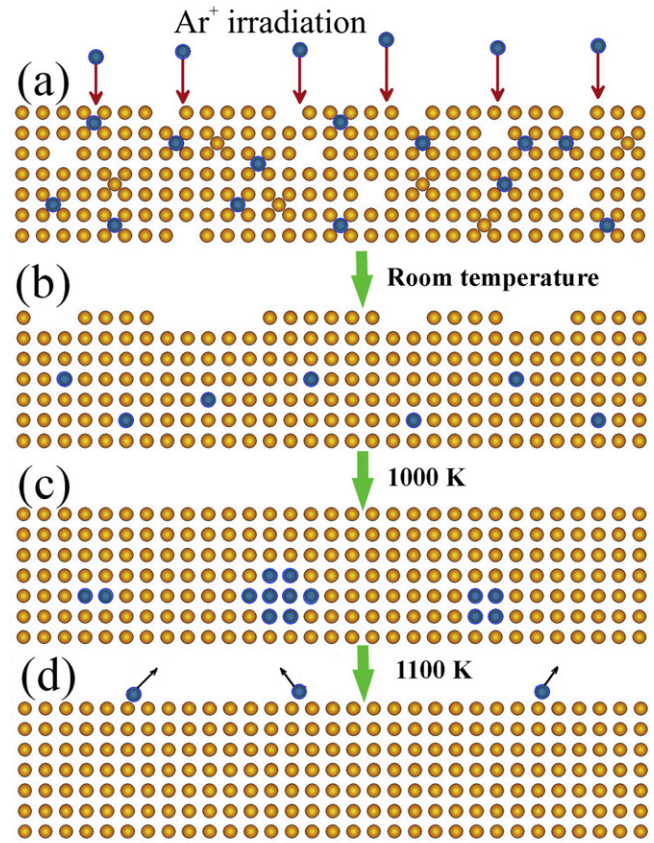 Ar⁺ irradiation
(a)
Room temperature
(b)
1000 K
(c)
1100 K
(d)